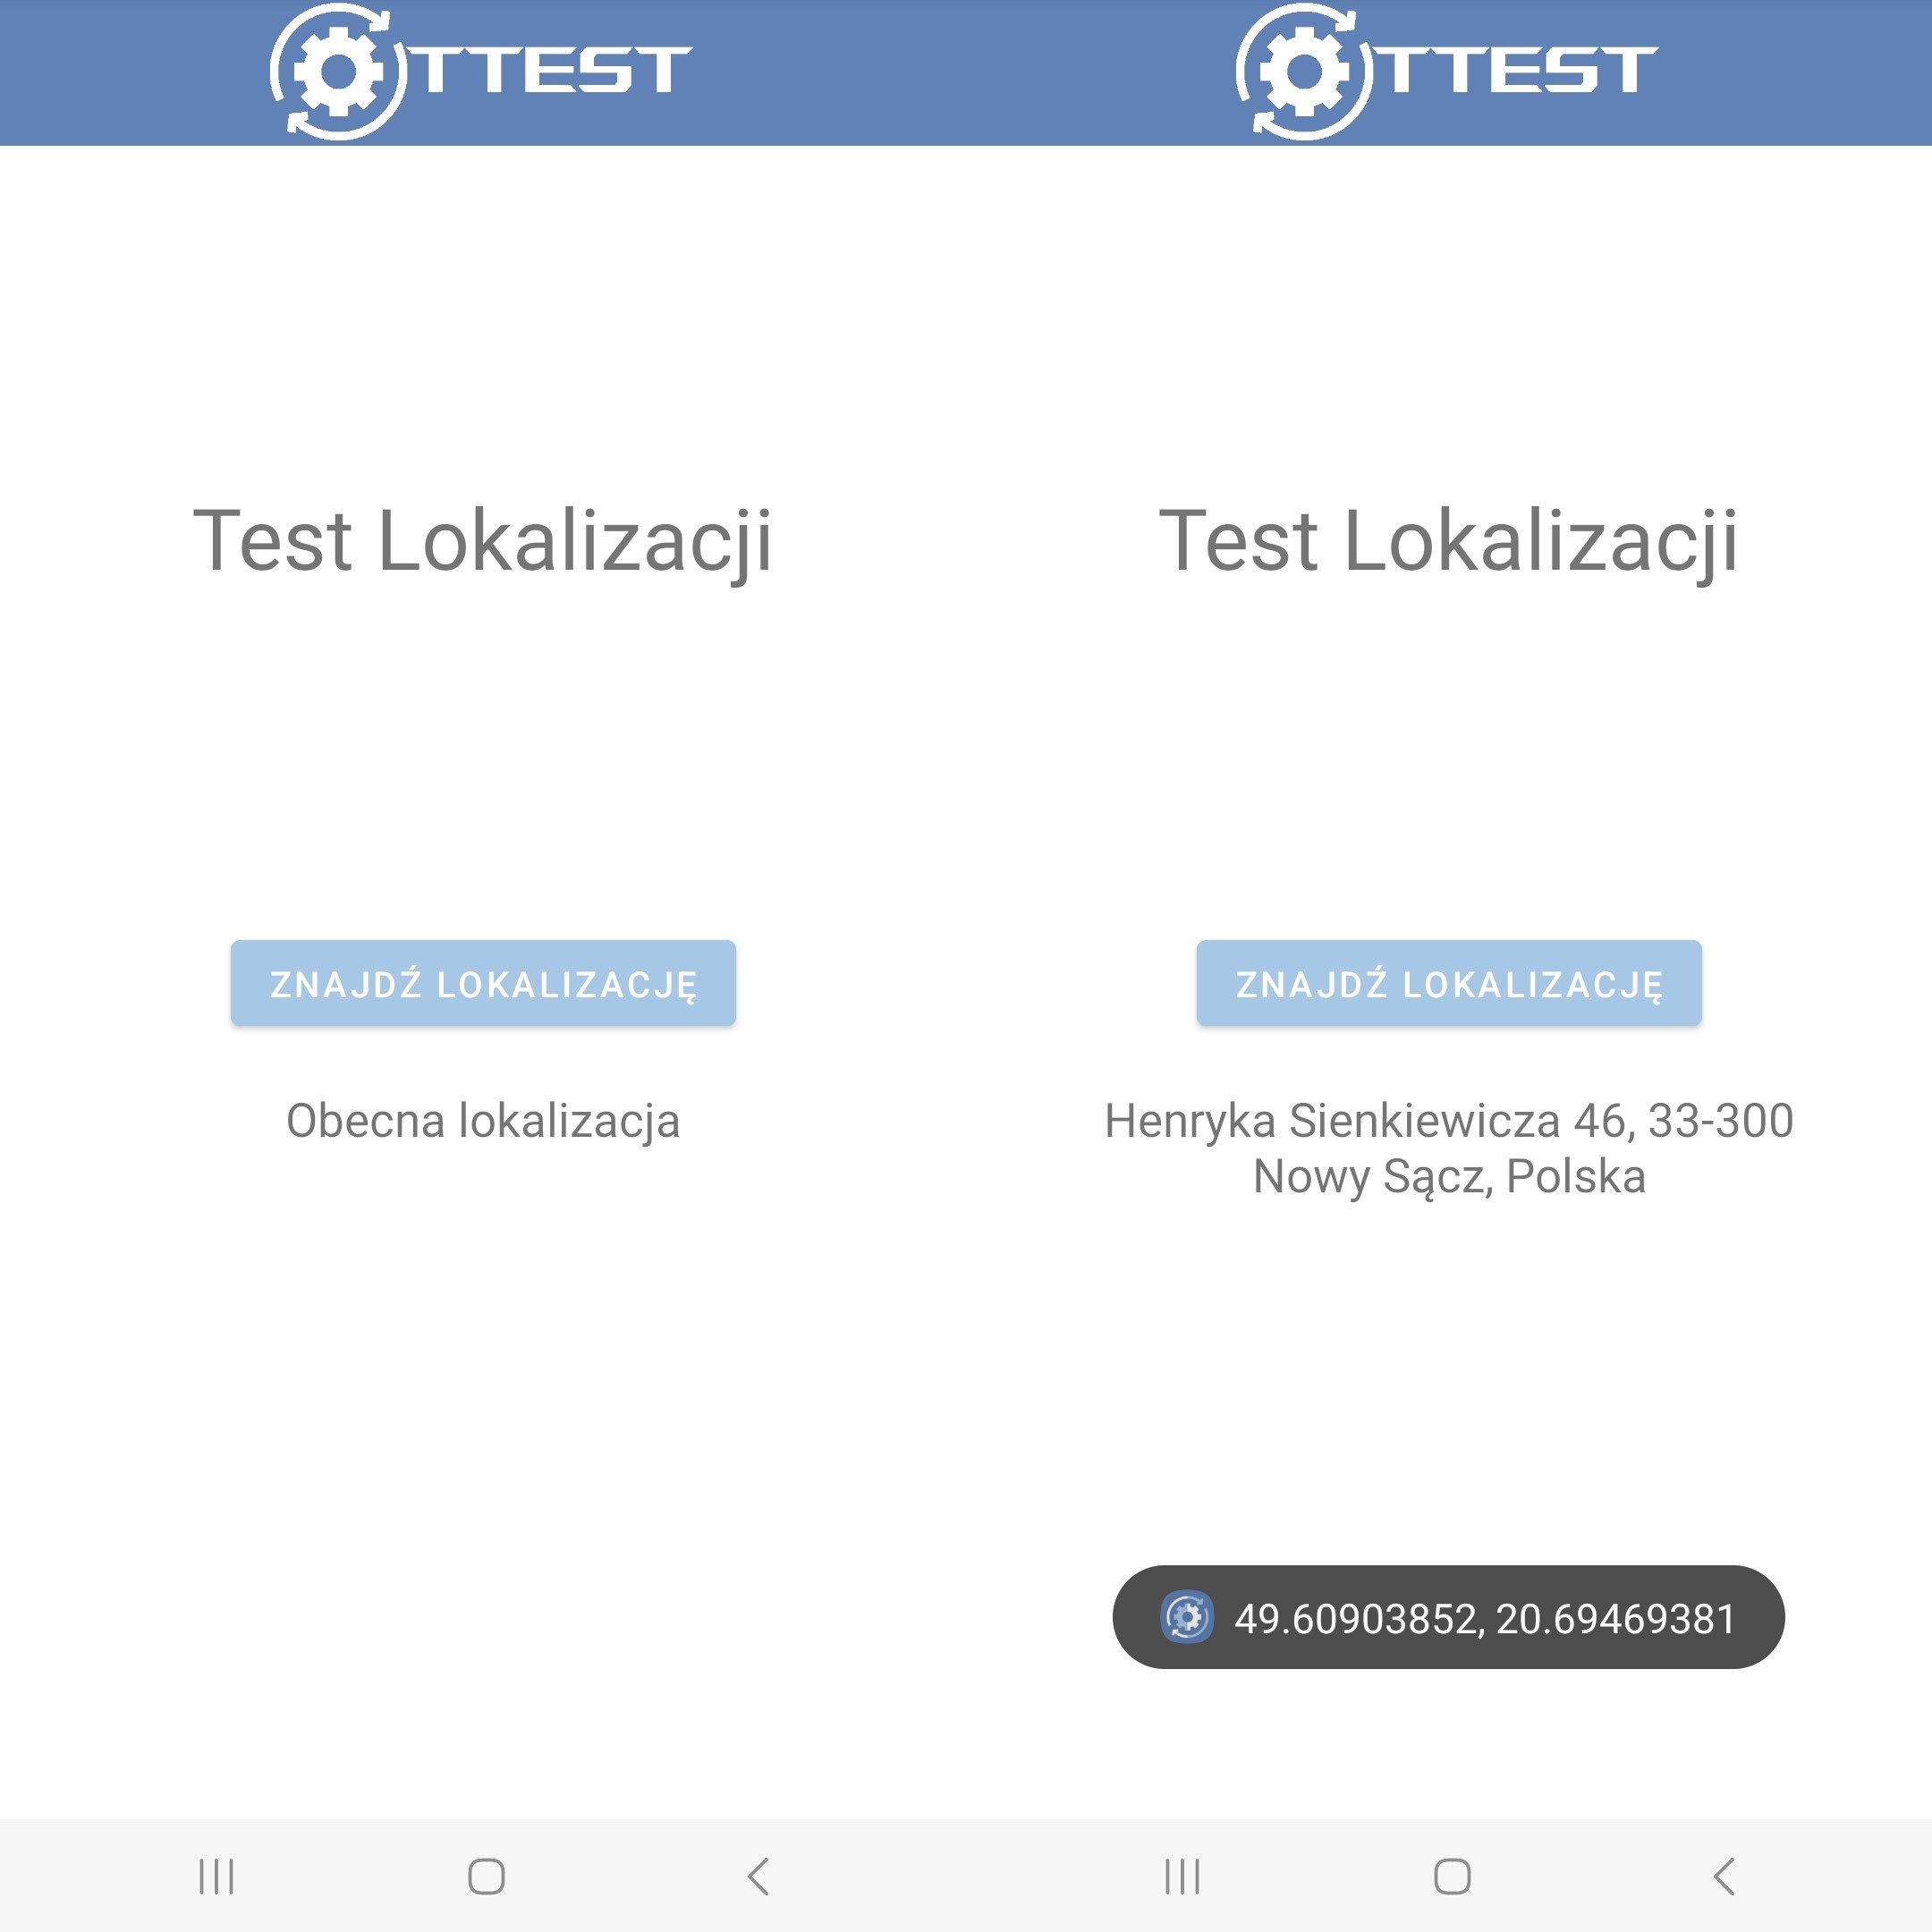 TTEST
Test Lokalizacji
ZNAJDŹ LOKALIZACJĘ
Obecna lokalizacja
TTEST
Test Lokalizacji
ZNAJDŹ LOKALIZACJĘ
Henryka Sienkiewicza 46, 33-300
Nowy Sącz, Polska
49.60903852, 20.69469381